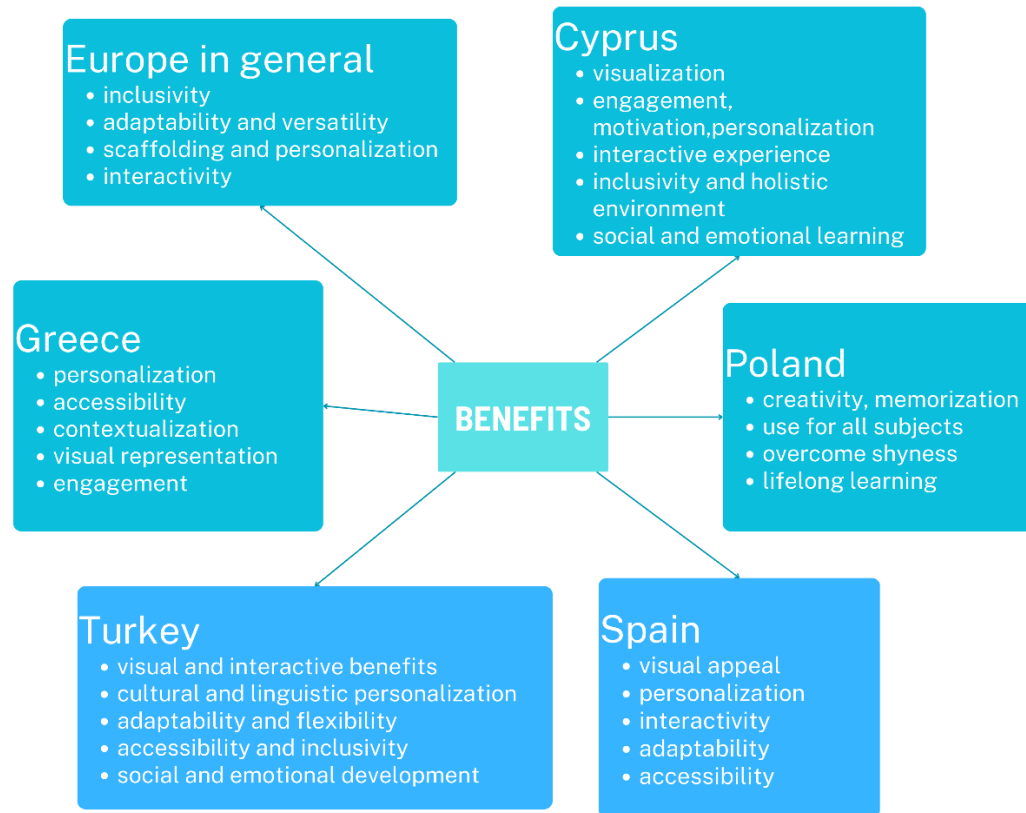 Europe in general
• inclusivity
• adaptability and versatility
• scaffolding and personalization
• interactivity
Cyprus
• visualization
• engagement,
motivation,personalization
• interactive experience
• inclusivity and holistic
environment
• social and emotional learning
Greece
• personalization
• accessibility
• contextualization
• visual representation
• engagement
BENEFITS
Poland
• creativity, memorization
• use for all subjects
• overcome shyness
• lifelong learning
Turkey
• visual and interactive benefits
• cultural and linguistic personalization
• adaptability and flexibility
• accessibility and inclusivity
• social and emotional development
Spain
• visual appeal
• personalization
• interactivity
• adaptability
• accessibility